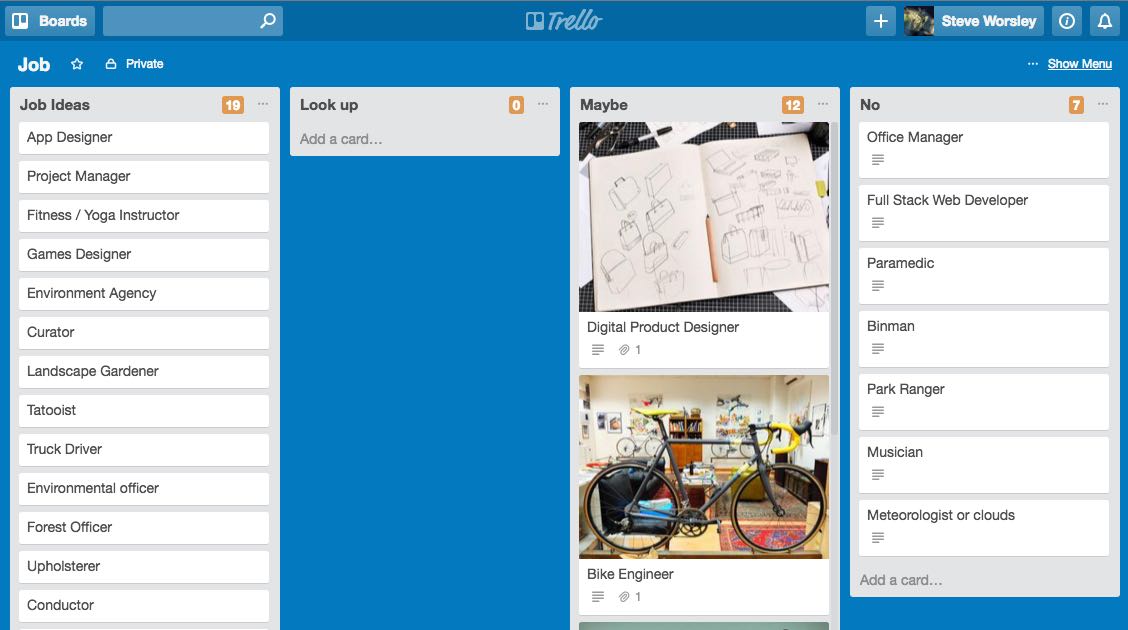 Boards
Trello
Steve Worsley
Job
Private
... Show Menu
Job Ideas 19 ...
App Designer
Project Manager
Fitness / Yoga Instructor
Games Designer
Environment Agency
Curator
Landscape Gardener
Tatooist
Truck Driver
Environmental officer
Forest Officer
Upholsterer
Conductor
Look up 0 ...
Add a card...
Maybe 12 ...
Digital Product Designer
1
Bike Engineer
1
No 7 ...
Office Manager
Full Stack Web Developer
Paramedic
Binman
Park Ranger
Musician
Meteorologist or clouds
Add a card...